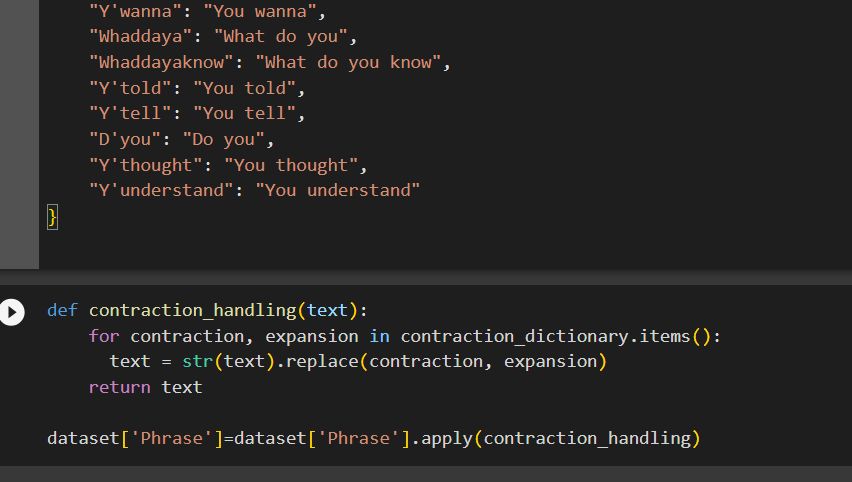 "Y'wanna": "You wanna",
"Whaddaya": "What do you",
"Whaddayaknow": "What do you know",
"Y'told": "You told",
"Y'tell": "You tell",
"D'you": "Do you",
"Y'thought": "You thought",
"Y'understand": "You understand"
}
def contraction_handling(text):
for contraction, expansion in contraction_dictionary.items():
text = str(text).replace(contraction, expansion)
return text
dataset['Phrase']=dataset['Phrase'].apply(contraction_handling)